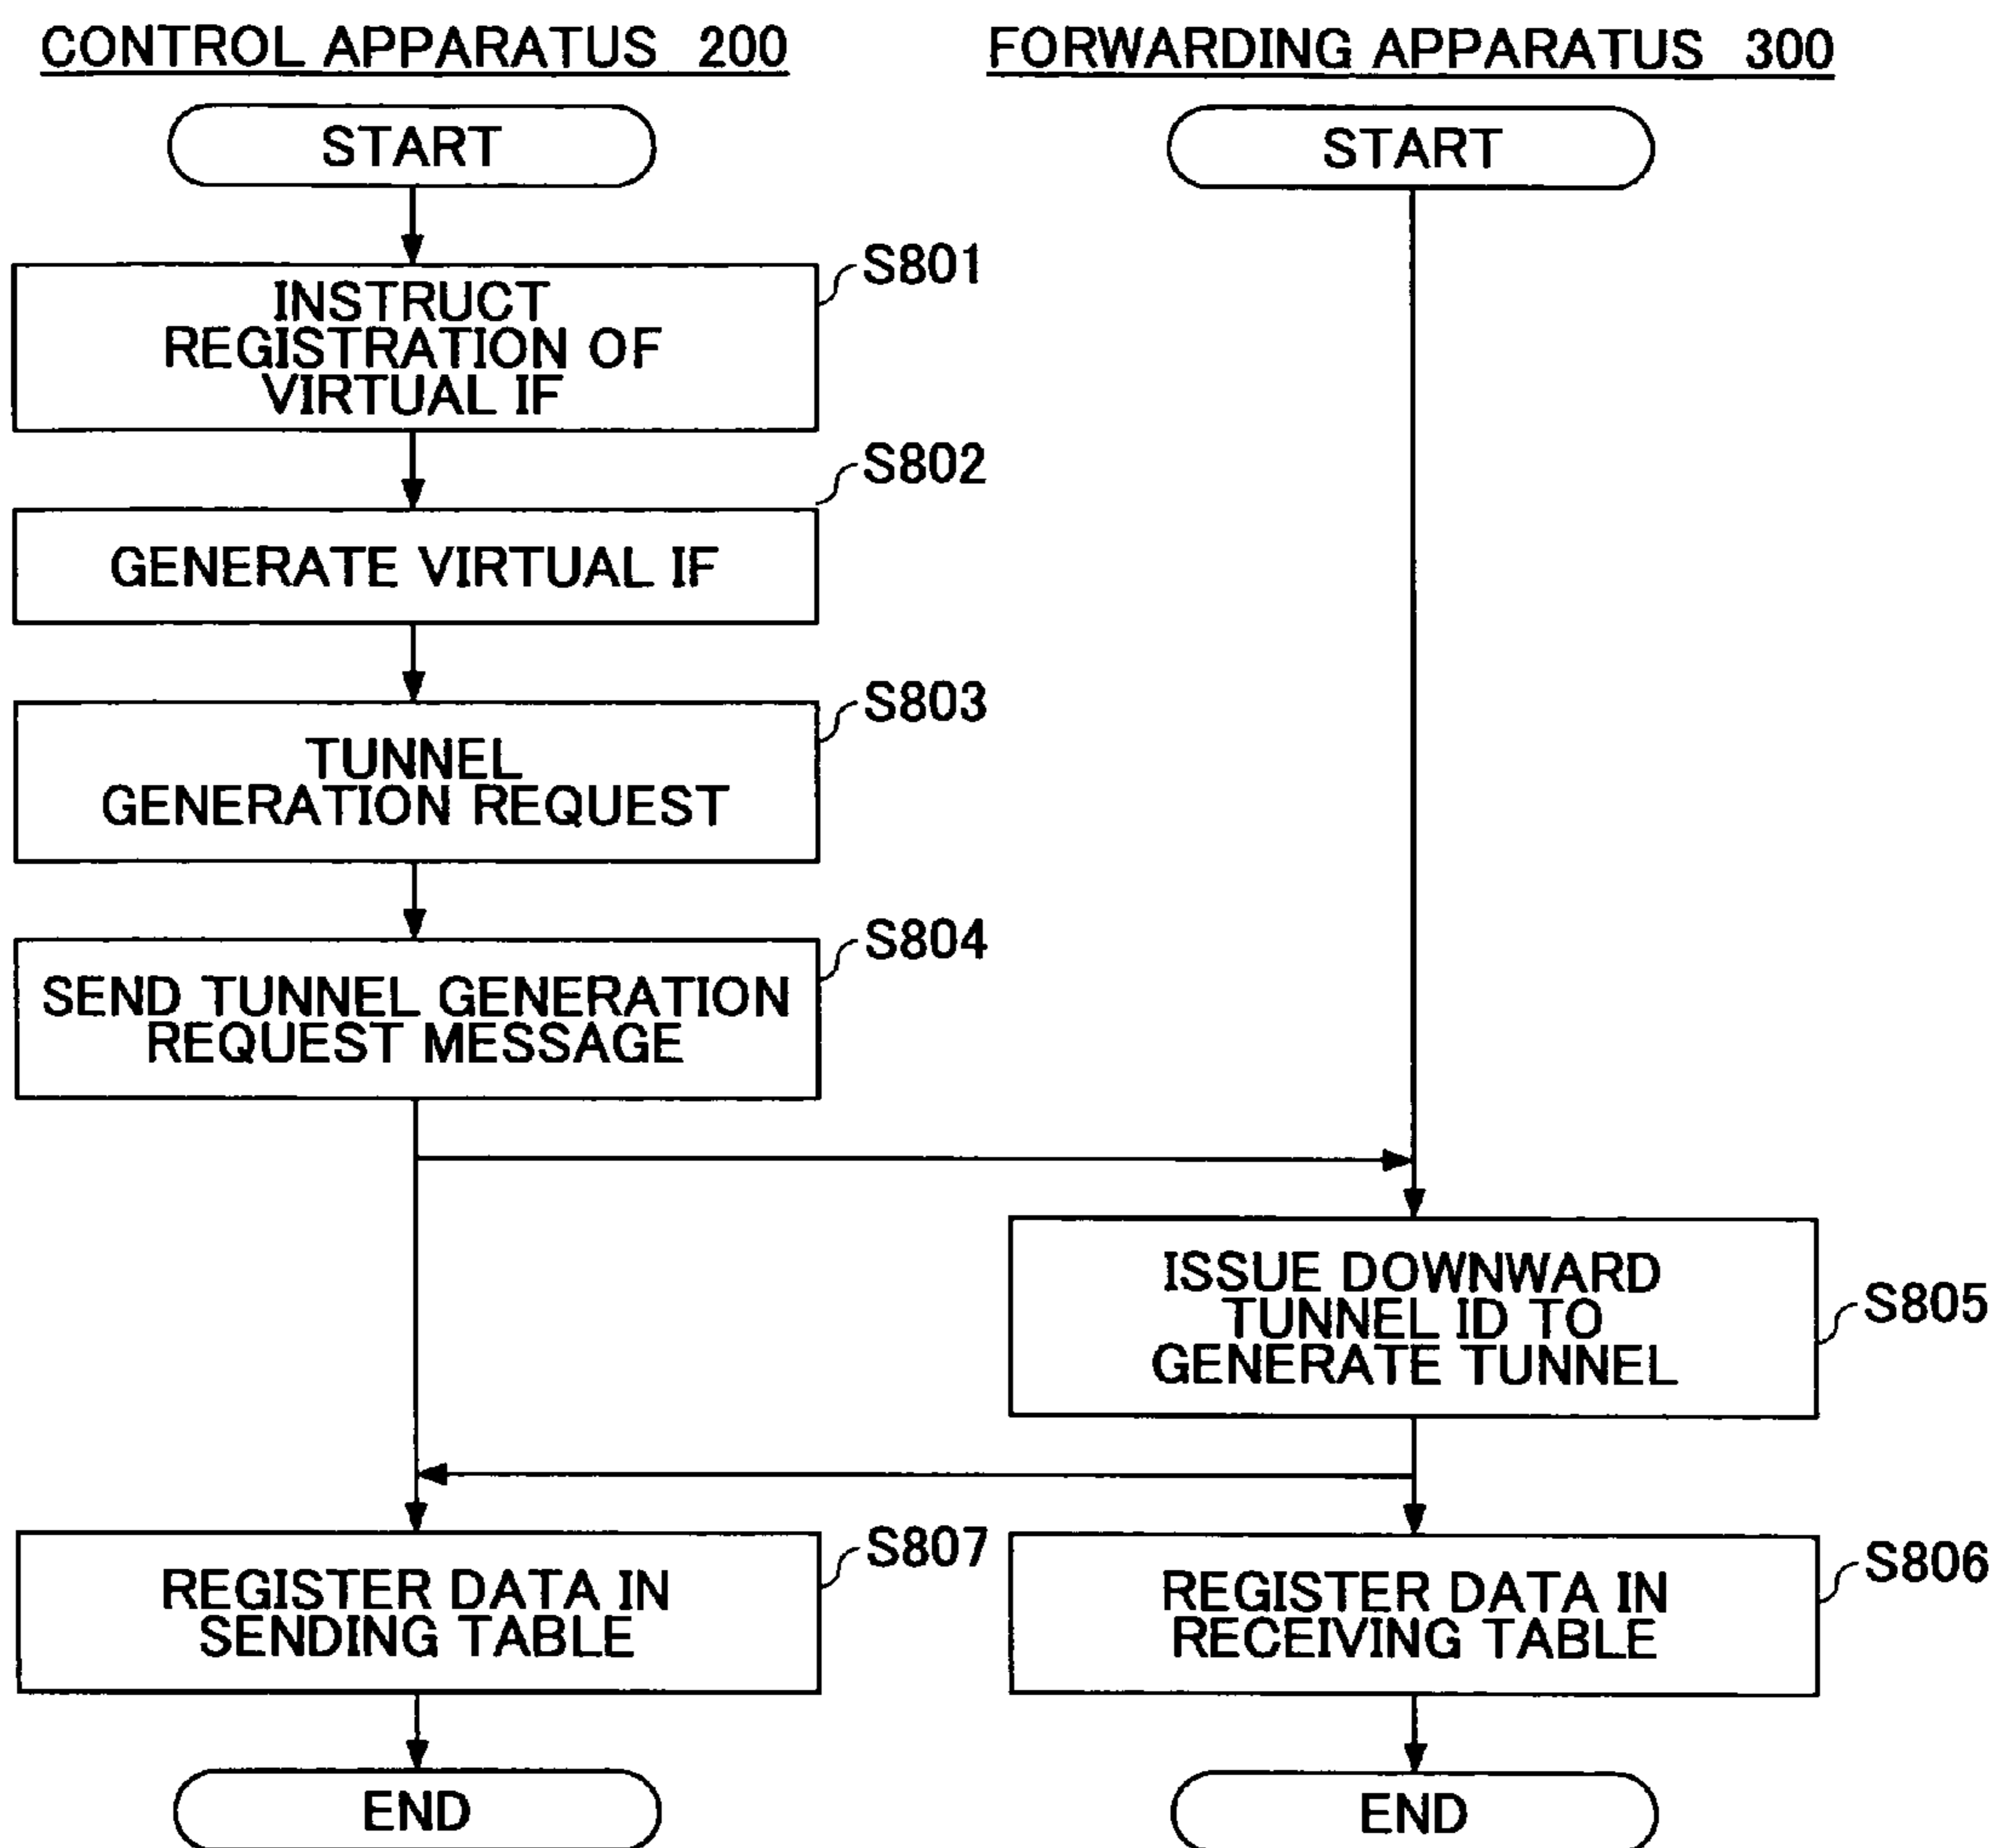 CONTROL APPARATUS 200
FORWARDING APPARATUS 300
START
START
S801
INSTRUCT
REGISTRATION OF
VIRTUAL IF
S802
GENERATE VIRTUAL IF
S803
TUNNEL
GENERATION REQUEST
S804
SEND TUNNEL GENERATION
REQUEST MESSAGE
ISSUE DOWNWARD
TUNNEL ID TO
GENERATE TUNNEL
S805
S807
REGISTER DATA IN
SENDING TABLE
S806
REGISTER DATA IN
RECEIVING TABLE
END
END